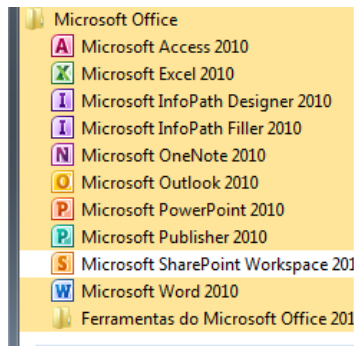 Microsoft Office
Microsoft Access 2010
Microsoft Excel 2010
Microsoft InfoPath Designer 2010
Microsoft InfoPath Filler 2010
Microsoft OneNote 2010
Microsoft Outlook 2010
Microsoft PowerPoint 2010
Microsoft Publisher 2010
Microsoft SharePoint Workspace 201
Microsoft Word 2010
Ferramentas do Microsoft Office 201